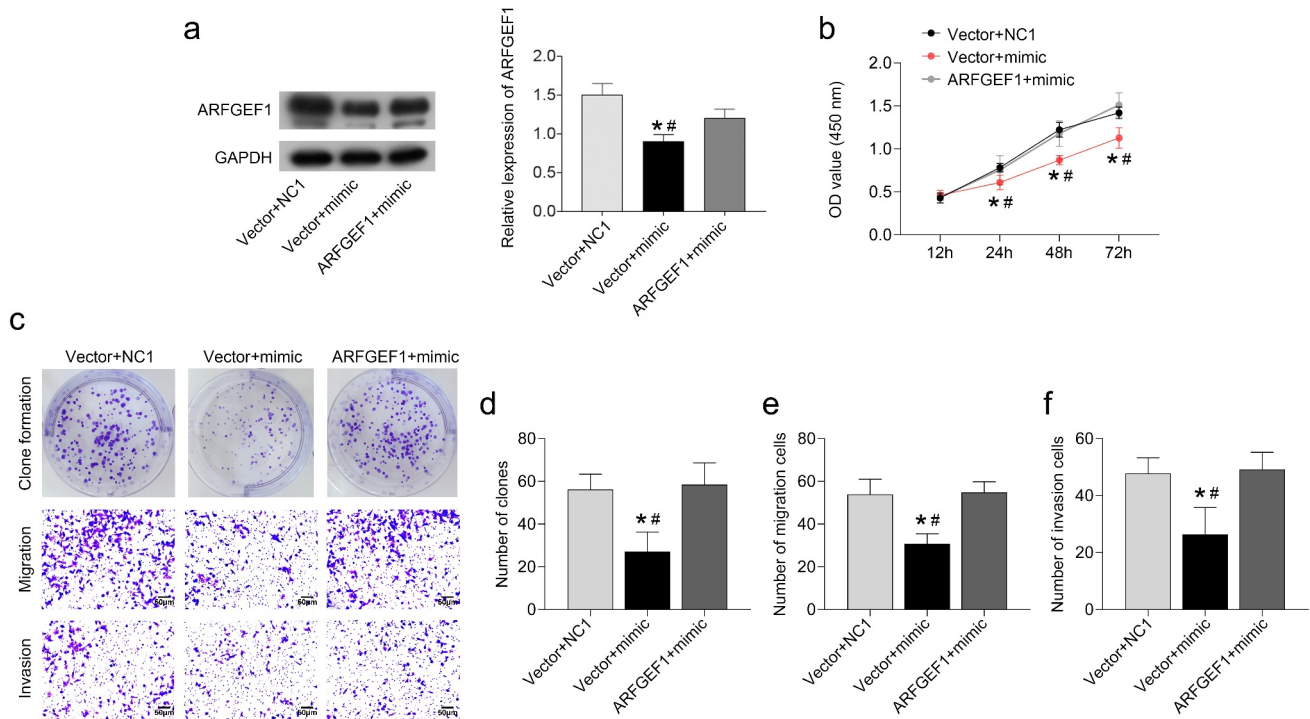 a
ARFGEF1
GAPDH
Vector+NC1
Vector+mimic
ARFGEF1+mimic
Relative lexpression of ARFGEF1
2.0
1.5
1.0
0.5
0.0
* #
Vector+NC1
Vector+mimic
ARFGEF1+mimic
b
Vector+NC1
Vector+mimic
ARFGEF1+mimic
OD value (450 nm)
2.0
1.5
1.0
0.5
0.0
* #
* #
* #
12h 24h 48h 72h
c
Vector+NC1 Vector+mimic ARFGEF1+mimic
Clone formation
Migration
50μm 50μm 50μm
Invasion
50μm 50μm 50μm
d
Number of clones
80
60
40
20
0
* #
Vector+NC1
Vector+mimic
ARFGEF1+mimic
e
Number of migration cells
80
60
40
20
0
* #
Vector+NC1
Vector+mimic
ARFGEF1+mimic
f
Number of invasion cells
60
40
20
0
* #
Vector+NC1
Vector+mimic
ARFGEF1+mimic